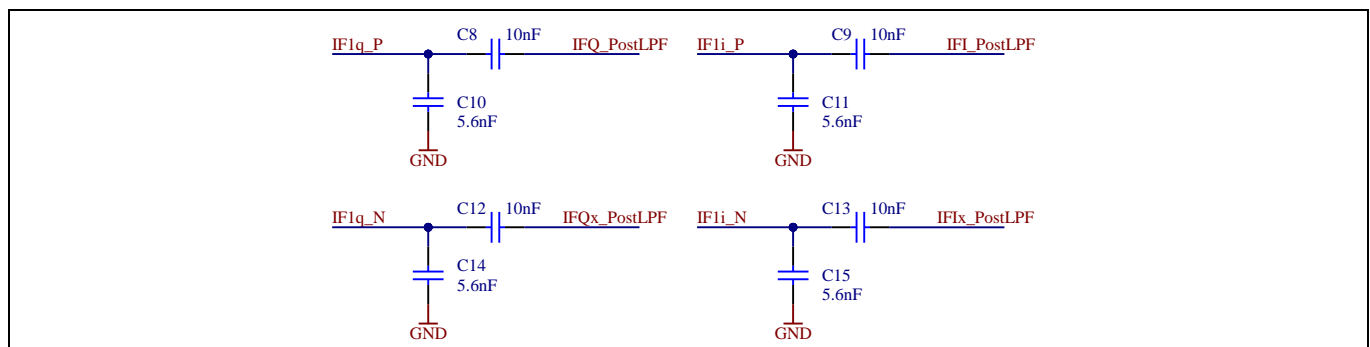 C8 10nF
IF1q_P IFQ_PostLPF
C10
5.6nF
GND
C9 10nF
IF1i_P IFI_PostLPF
C11
5.6nF
GND
C12 10nF
IF1q_N IFQx_PostLPF
C14
5.6nF
GND
C13 10nF
IF1i_N IFIx_PostLPF
C15
5.6nF
GND